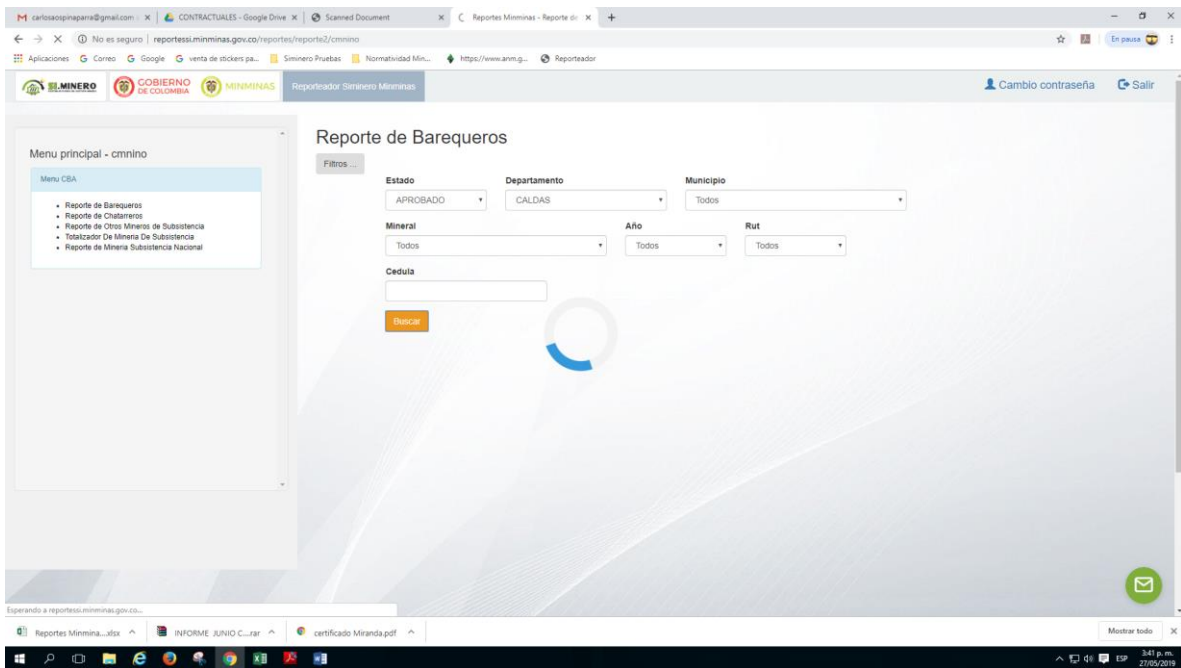 carlosaospinaparra@gmail.com
CONTRACTUALES - Google Drive
Scanned Document
Reportes Minminas - Reporte de
No es seguro | reportessi.minminas.gov.co/reportes/reporte2/cmnino
En pausa
Aplicaciones
Correo
Google
venta de stickers pa...
Siminero Pruebas
Normatividad Min...
https://www.anm.g...
Reporteador
SI.MINERO
GOBIERNO DE COLOMBIA
MINMINAS
Reporteador Siminero Minminas
Cambio contraseña
Salir
Menu principal - cmnino
Menu CBA
Reporte de Barequeros
Reporte de Chatarreros
Reporte de Otros Mineros de Subsistencia
Totalizador De Mineria De Subsistencia
Reporte de Mineria Subsistencia Nacional
Reporte de Barequeros
Filtros ...
Estado Departamento Municipio
APROBADO CALDAS Todos
Mineral Año Rut
Todos Todos Todos
Cedula
Buscar
Esperando a reportessi.minminas.gov.co...
Reportes Minmina...xlsx
INFORME JUNIO C...rar
certificado Miranda.pdf
Mostrar todo
ESP
3:41 p. m.
27/05/2019